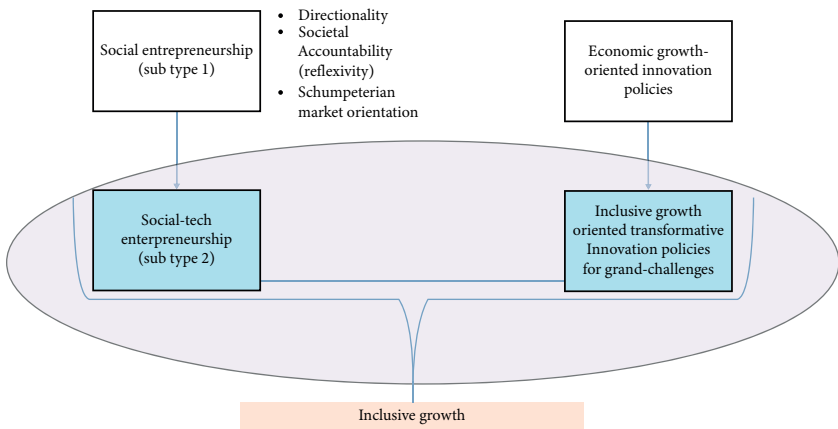 Social entrepreneurship
(sub type 1)
• Directionality
• Societal
Accountability
(reflexivity)
• Schumpeterian
market orientation
Economic growth-
oriented innovation
policies
Social-tech
enterpreneurship
(sub type 2)
Inclusive growth
oriented transformative
Innovation policies
for grand-challenges
Inclusive growth